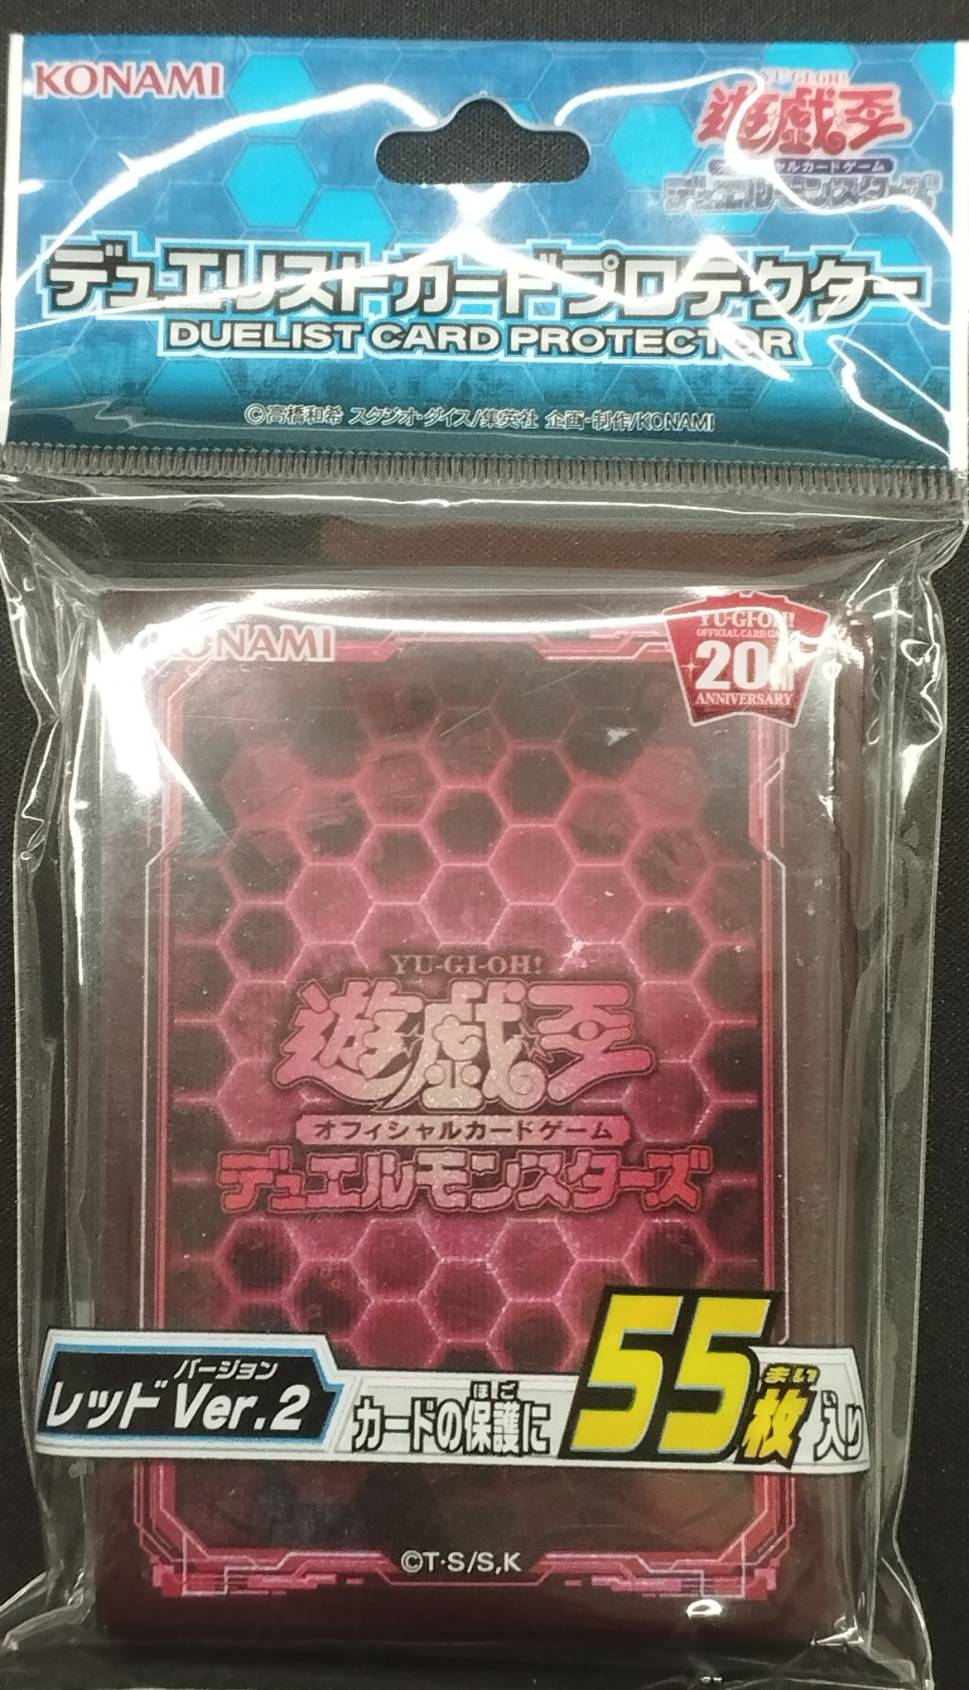 KONAMI
YU-GI-OH!
遊戯王
オフィシャルカードゲーム
デュエルモンスターズ
デュエリストカードプロテクター
DUELIST CARD PROTECTOR
©高橋和希 スタジオ・ダイス/集英社 企画・制作/KONAMI
KONAMI
YU-GI-OH!
OFFICIAL CARD GAME
20th
ANNIVERSARY
YU-GI-OH!
遊戯王
オフィシャルカードゲーム
デュエルモンスターズ
バージョン
レッド Ver.2
ほご
カードの保護に
まい
55枚入り
©T・S/S,K